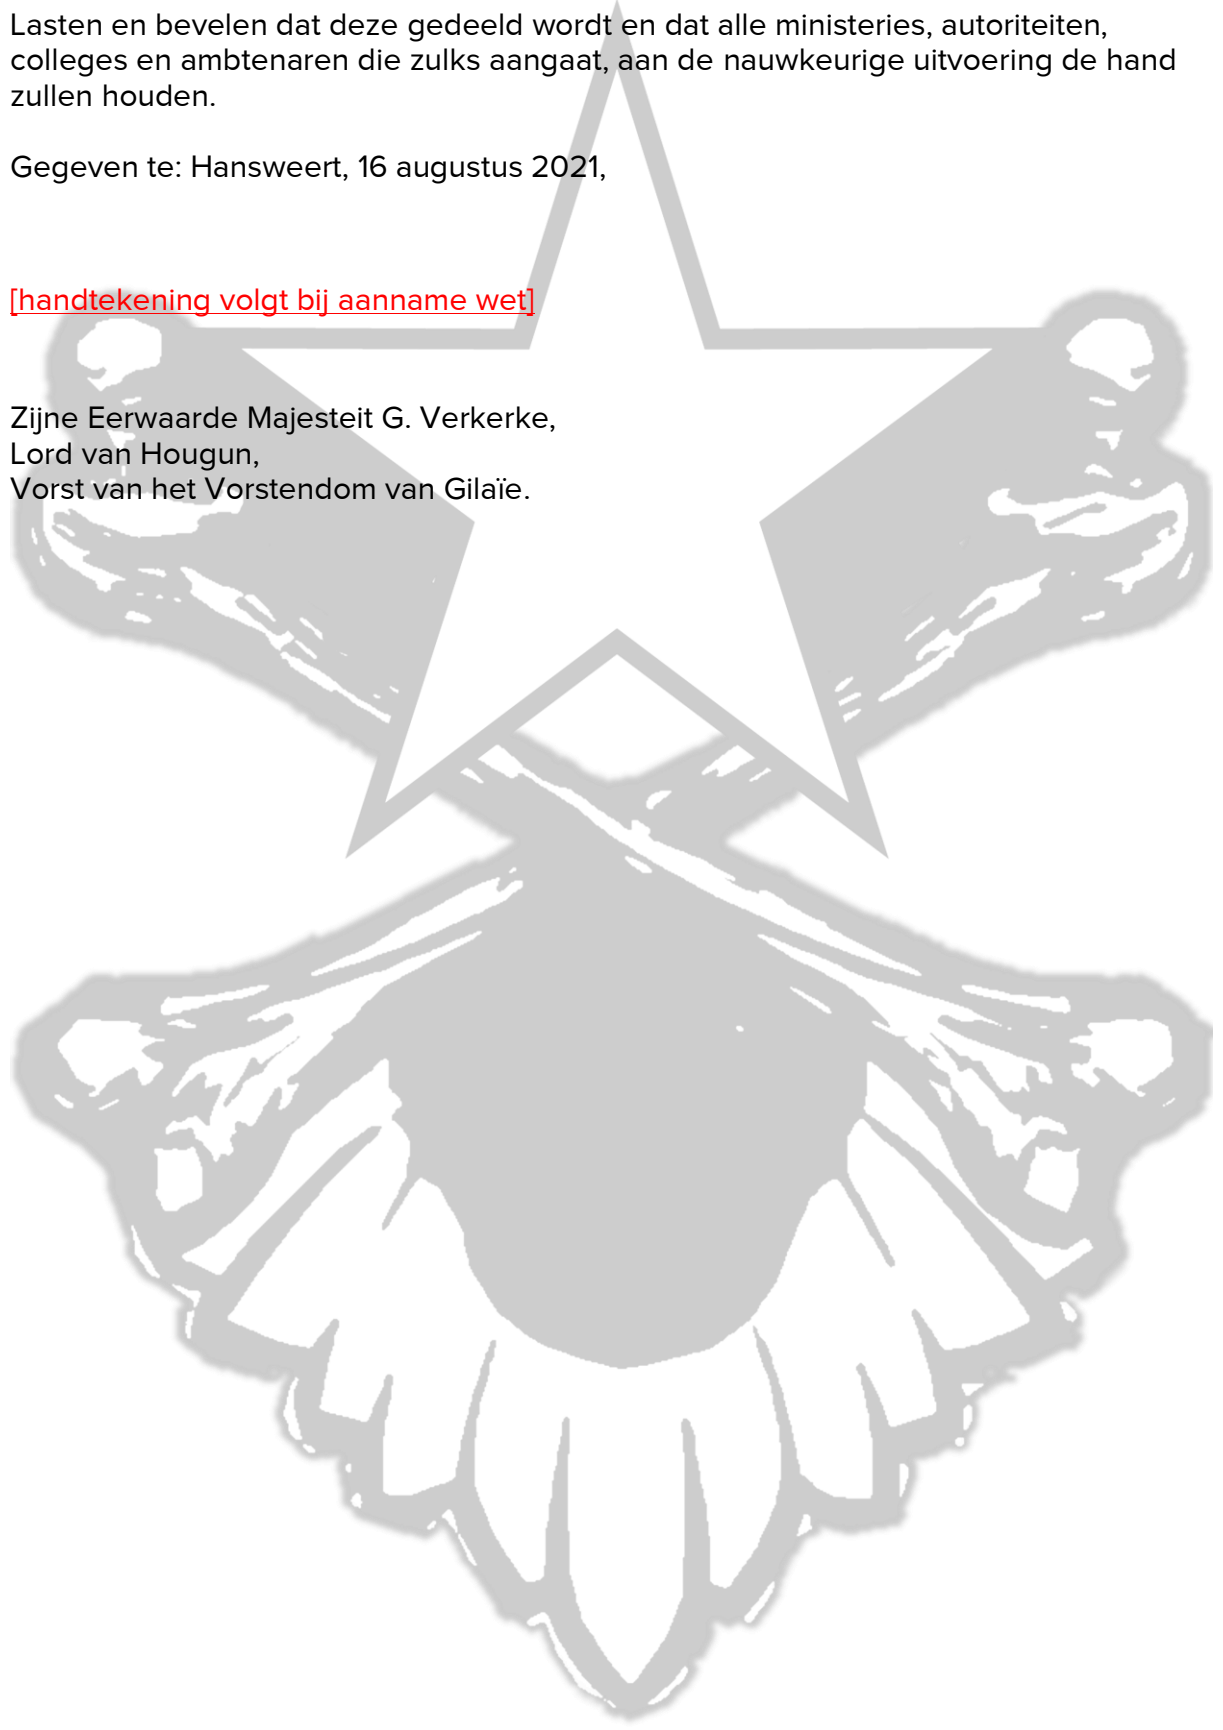 Lasten en bevelen dat deze gedeeld wordt en dat alle ministeries, autoriteiten,
colleges en ambtenaren die zulks aangaat, aan de nauwkeurige uitvoering de hand
zullen houden.
Gegeven te: Hansweert, 16 augustus 2021,
[handtekening volgt bij aanname wet]
Zijne Eerwaarde Majesteit G. Verkerke,
Lord van Hougun,
Vorst van het Vorstendom van Gilaïe.